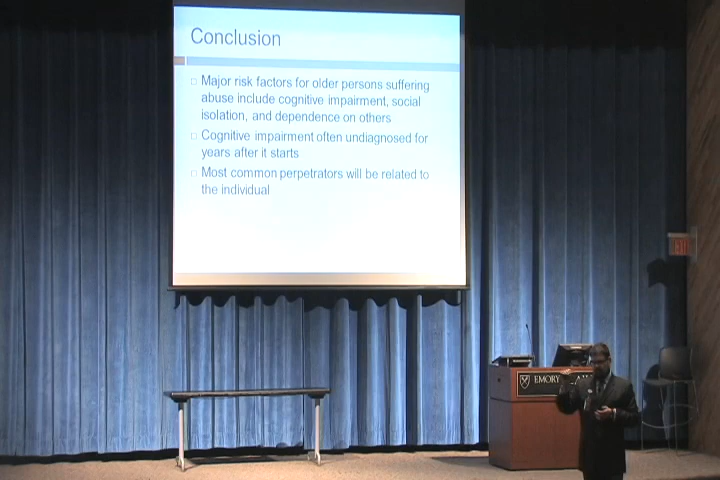 Conclusion
Major risk factors for older persons suffering
abuse include cognitive impairment, social
isolation, and dependence on others
Cognitive impairment often undiagnosed for
years after it starts
Most common perpetrators will be related to
the individual
EXIT
EMORY